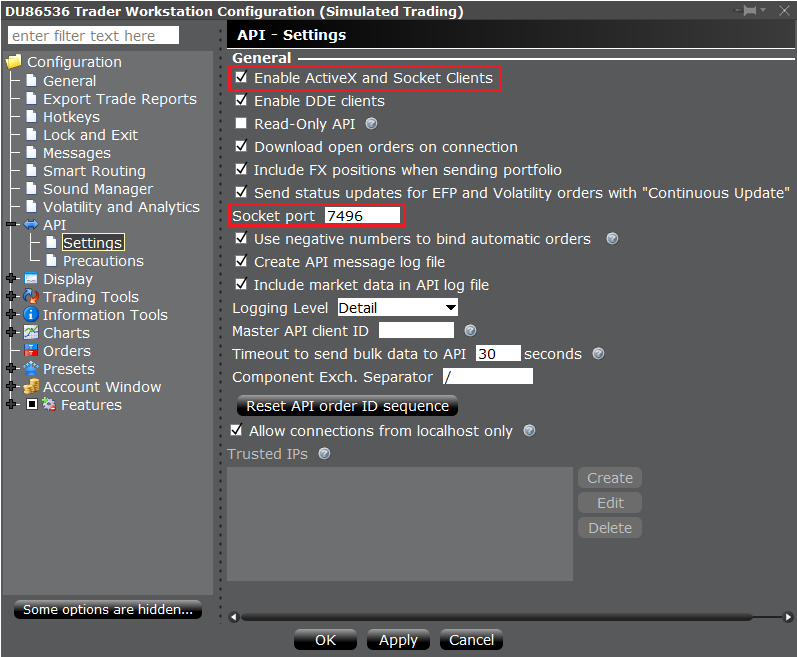 DU86536 Trader Workstation Configuration (Simulated Trading)
enter filter text here
Configuration
General
Export Trade Reports
Hotkeys
Lock and Exit
Messages
Smart Routing
Sound Manager
Volatility and Analytics
API
Settings
Precautions
Display
Trading Tools
Information Tools
Charts
Orders
Presets
Account Window
Features
Some options are hidden...
API - Settings
General
Enable ActiveX and Socket Clients
Enable DDE clients
Read-Only API
Download open orders on connection
Include FX positions when sending portfolio
Send status updates for EFP and Volatility orders with "Continuous Update"
Socket port 7496
Use negative numbers to bind automatic orders
Create API message log file
Include market data in API log file
Logging Level Detail
Master API client ID
Timeout to send bulk data to API 30 seconds
Component Exch. Separator /
Reset API order ID sequence
Allow connections from localhost only
Trusted IPs
Create
Edit
Delete
OK Apply Cancel